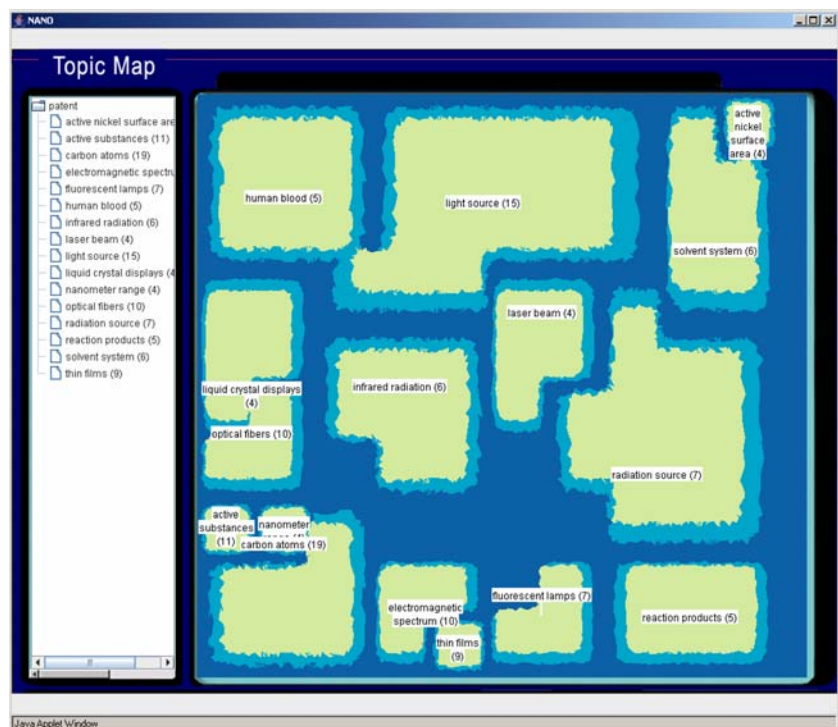 NANO
Topic Map
patent
active nickel surface are
active substances (11)
carbon atoms (19)
electromagnetic spectru
fluorescent lamps (7)
human blood (5)
infrared radiation (6)
laser beam (4)
light source (15)
liquid crystal displays (4
nanometer range (4)
optical fibers (10)
radiation source (7)
reaction products (5)
solvent system (6)
thin films (9)
active
nickel
surface
area (4)
human blood (5)
light source (15)
solvent system (6)
laser beam (4)
liquid crystal displays
(4)
infrared radiation (6)
optical fibers (10)
radiation source (7)
active
substances
(11)
nanometer
carbon atoms (19)
electromagnetic
spectrum (10)
fluorescent lamps (7)
thin films
(9)
reaction products (5)
Java Applet Window